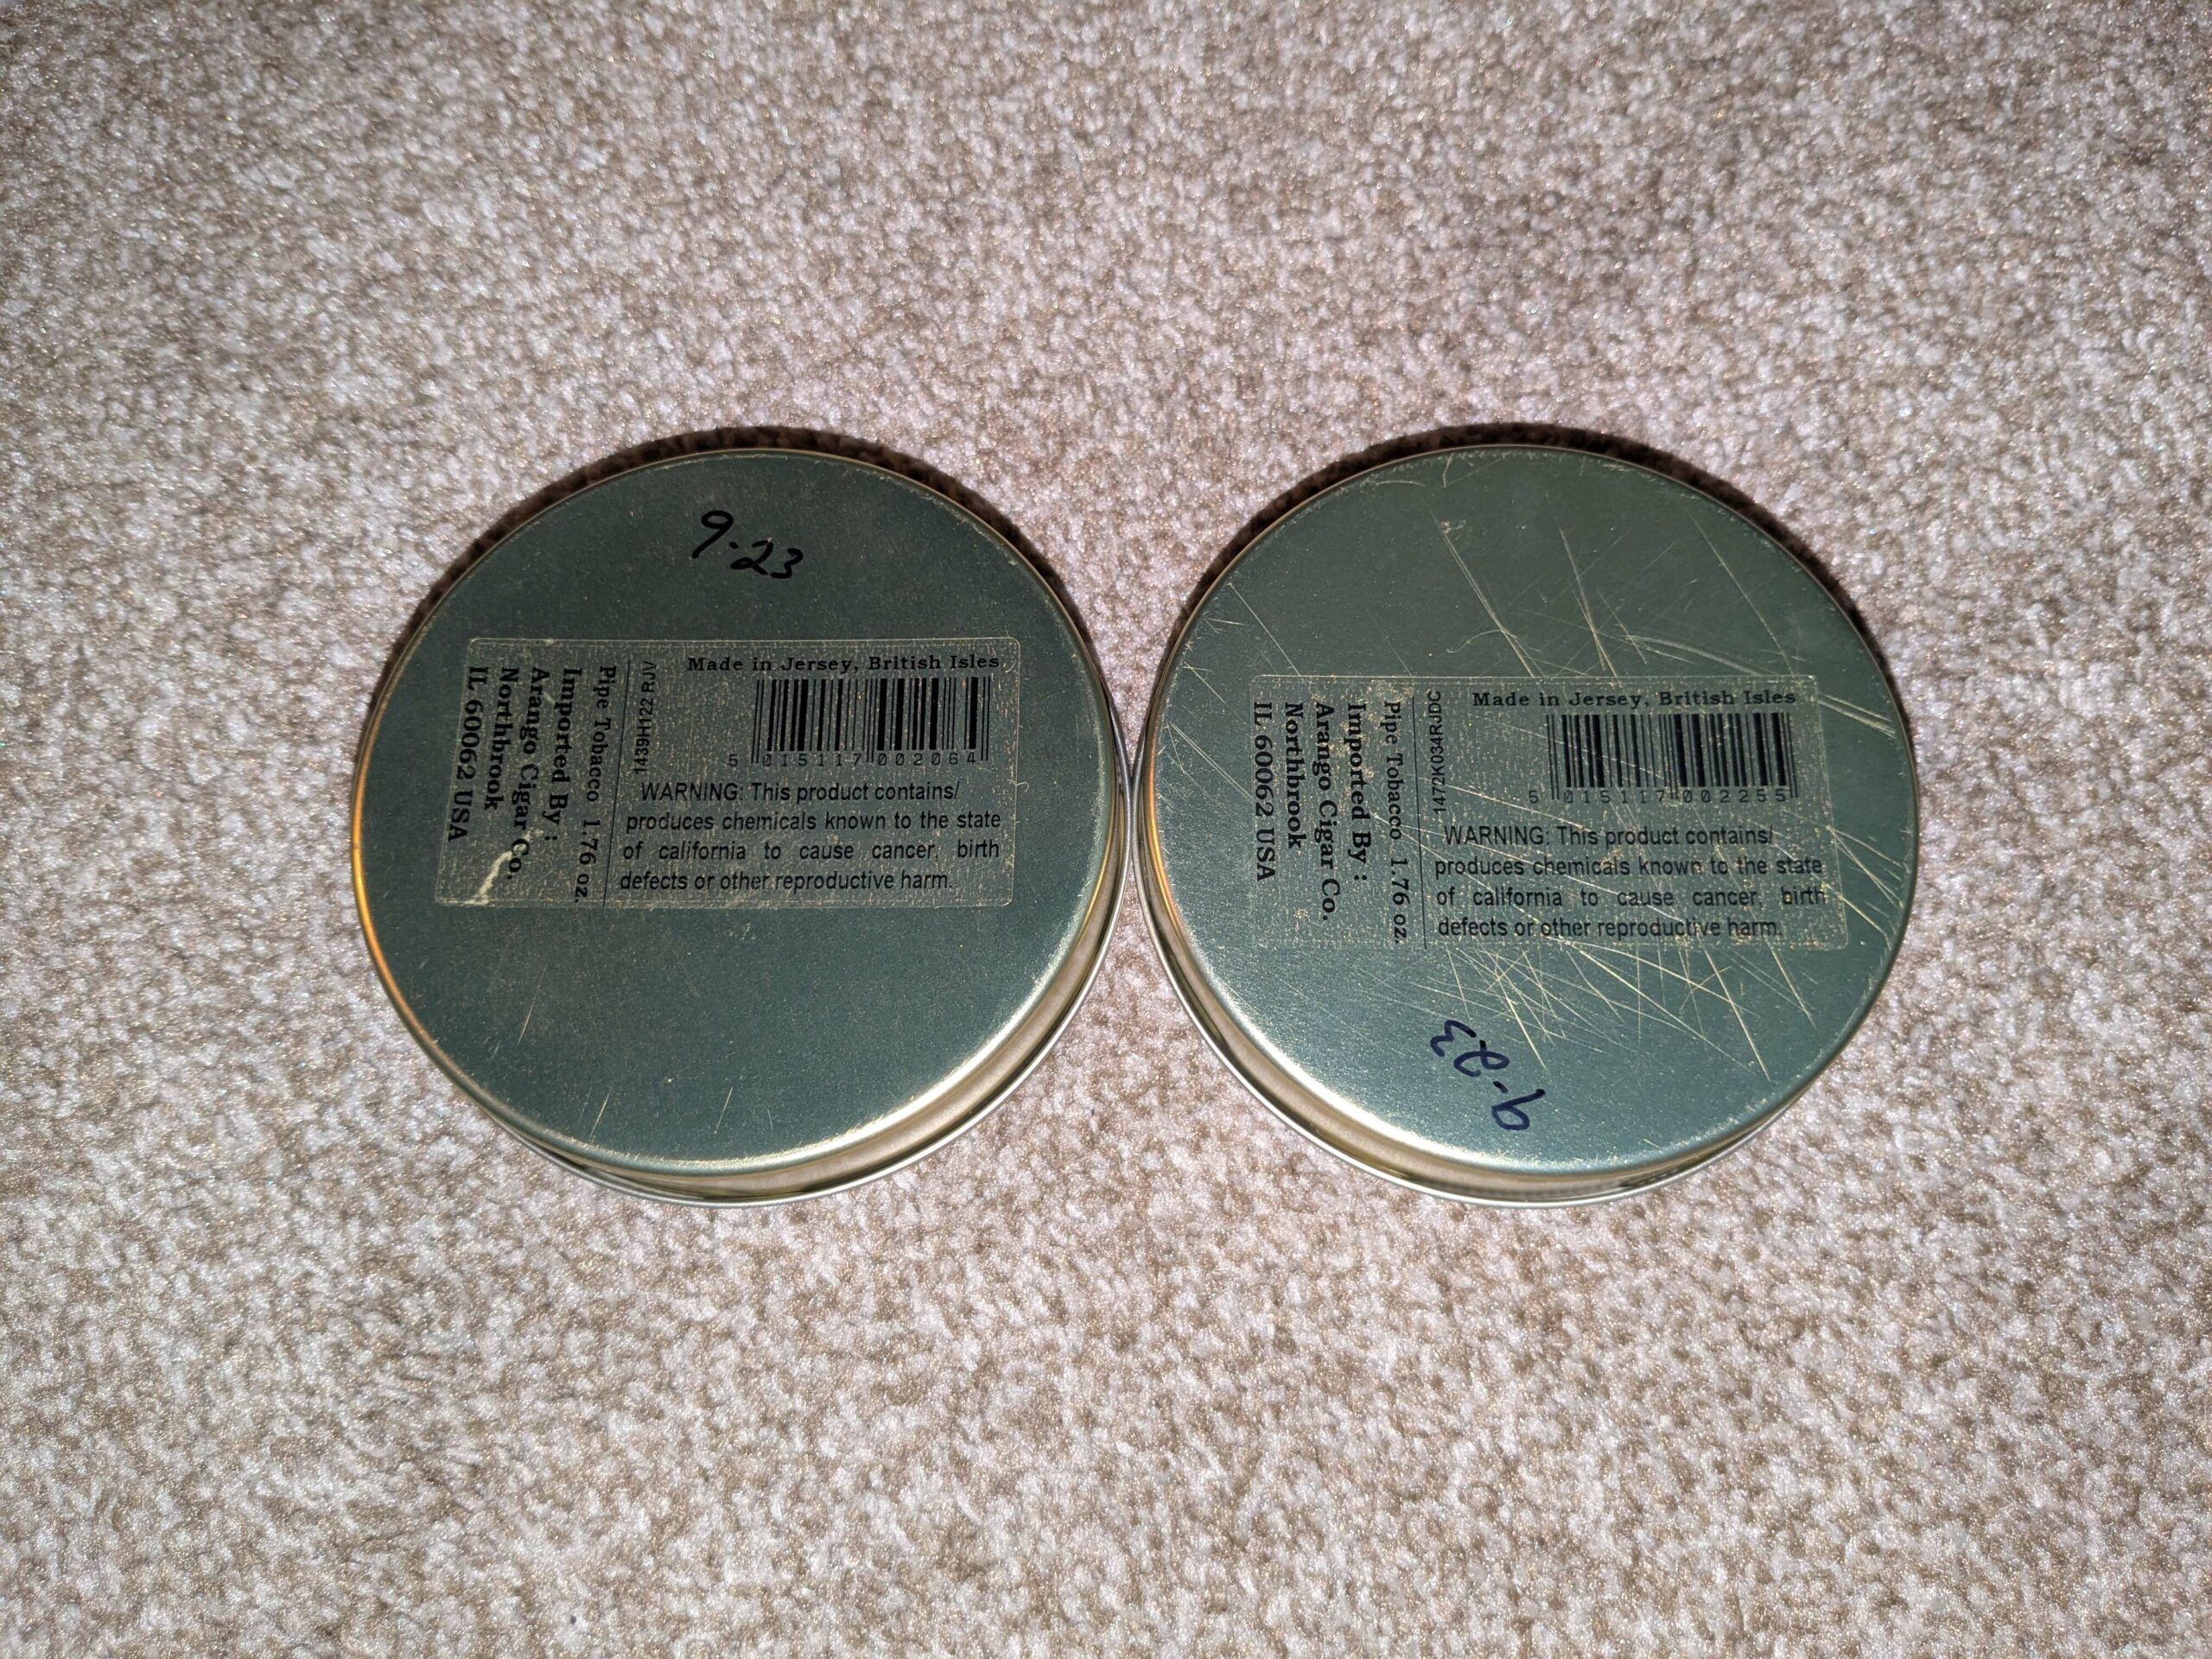 9-23
Made in Jersey, British Isles
5 015117 002064
WARNING: This product contains/
produces chemicals known to the state
of california to cause cancer, birth
defects or other reproductive harm.
1439H122 RJV
Pipe Tobacco 1.76 oz.
Imported By :
Arango Cigar Co.
Northbrook
IL 60062 USA
Made in Jersey, British Isles
5 015117 002255
WARNING: This product contains/
produces chemicals known to the state
of california to cause cancer, birth
defects or other reproductive harm.
1472K034RJDC
Pipe Tobacco 1.76 oz.
Imported By :
Arango Cigar Co.
Northbrook
IL 60062 USA
9-23